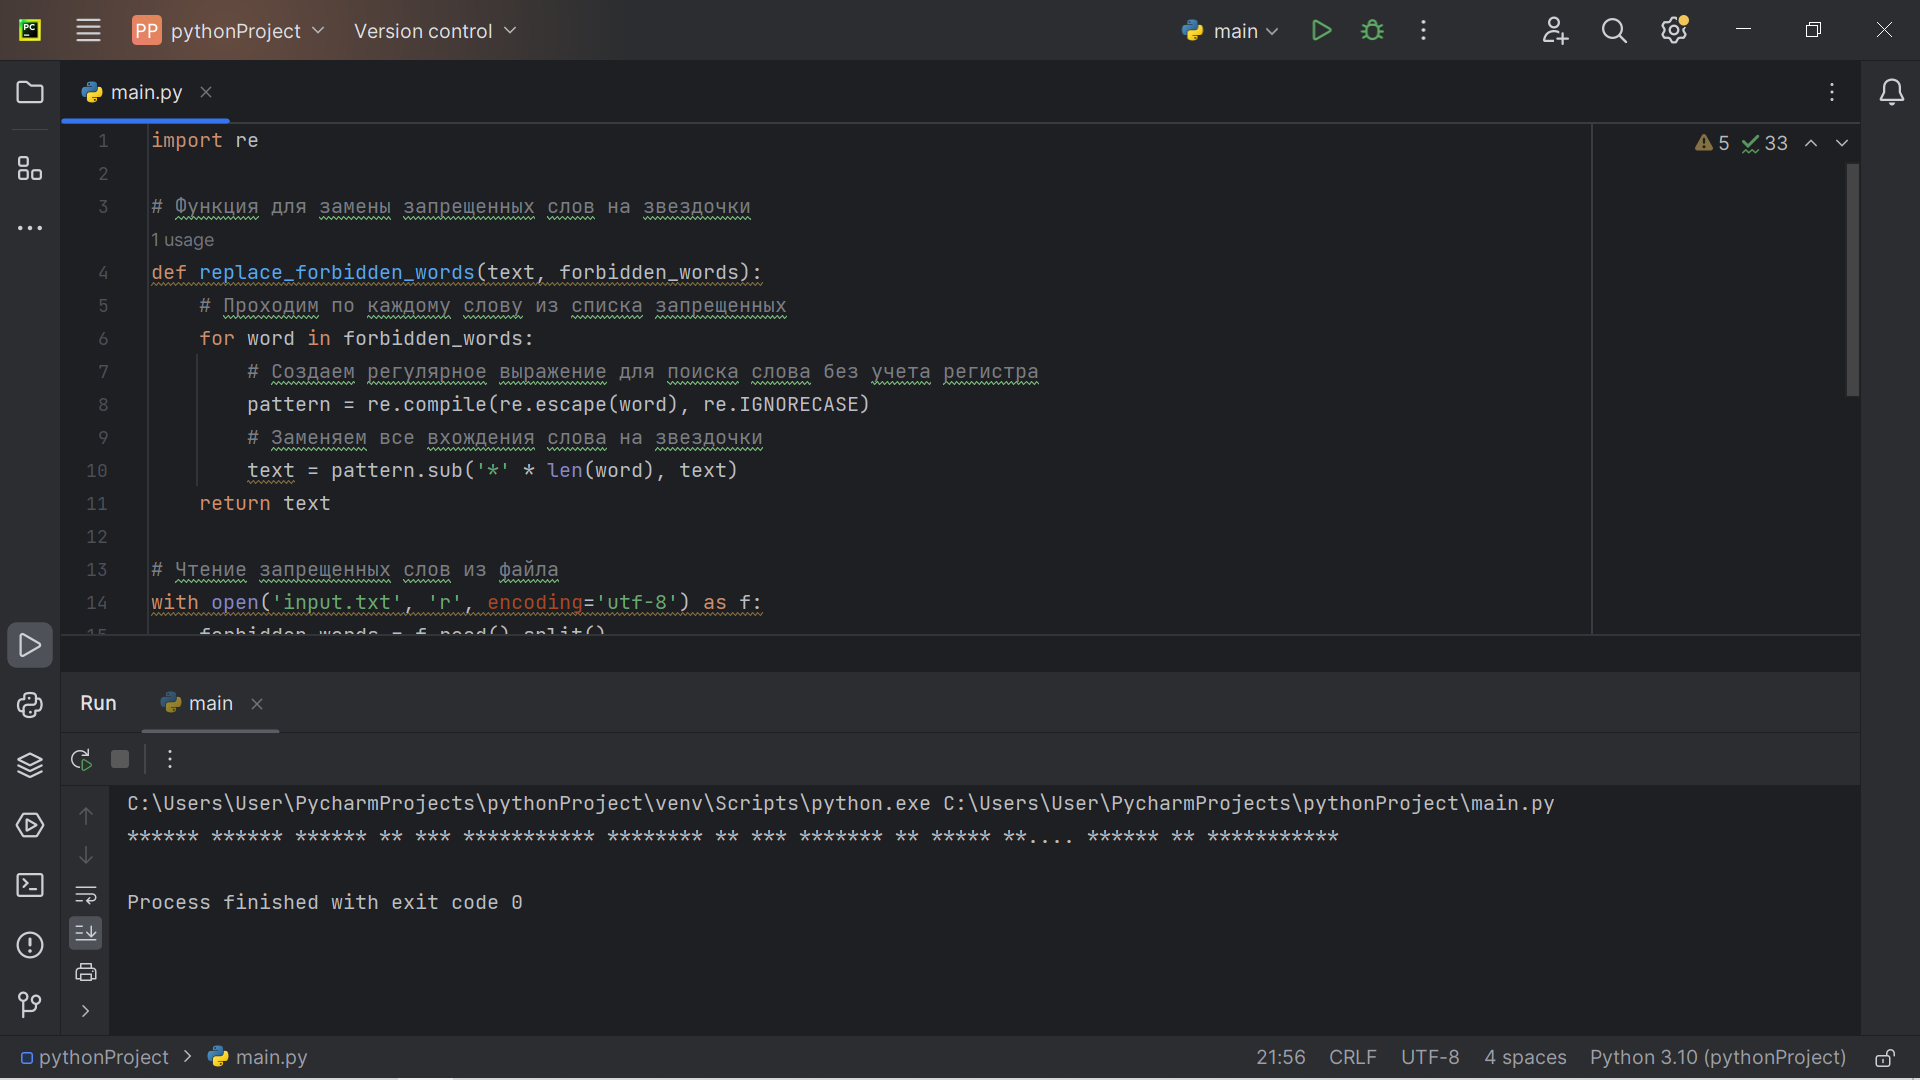 PC
PP pythonProject Version control main
main.py
5 33
1 import re
2
3 # Функция для замены запрещенных слов на звездочки
1 usage
4 def replace_forbidden_words(text, forbidden_words):
5 # Проходим по каждому слову из списка запрещенных
6 for word in forbidden_words:
7 # Создаем регулярное выражение для поиска слова без учета регистра
8 pattern = re.compile(re.escape(word), re.IGNORECASE)
9 # Заменяем все вхождения слова на звездочки
10 text = pattern.sub('*' * len(word), text)
11 return text
12
13 # Чтение запрещенных слов из файла
14 with open('input.txt', 'r', encoding='utf-8') as f:
15 forbidden_words = f.read().split()
Run main
C:\Users\User\PycharmProjects\pythonProject\venv\Scripts\python.exe C:\Users\User\PycharmProjects\pythonProject\main.py
****** ****** ****** ** *** *********** ******** ** *** ******* ** ***** **.... ****** ** ***********
Process finished with exit code 0
pythonProject > main.py 21:56 CRLF UTF-8 4 spaces Python 3.10 (pythonProject)